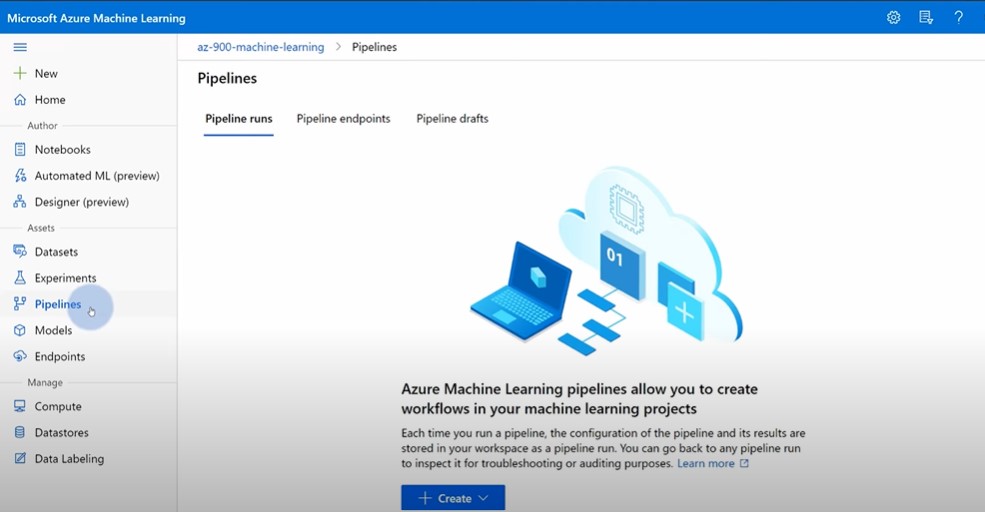 Microsoft Azure Machine Learning
New
Home
Author
Notebooks
Automated ML (preview)
Designer (preview)
Assets
Datasets
Experiments
Pipelines
Models
Endpoints
Manage
Compute
Datastores
Data Labeling
az-900-machine-learning > Pipelines
Pipelines
Pipeline runs Pipeline endpoints Pipeline drafts
01
Azure Machine Learning pipelines allow you to create
workflows in your machine learning projects
Each time you run a pipeline, the configuration of the pipeline and its results are
stored in your workspace as a pipeline run. You can go back to any pipeline run
to inspect it for troubleshooting or auditing purposes. Learn more
Create